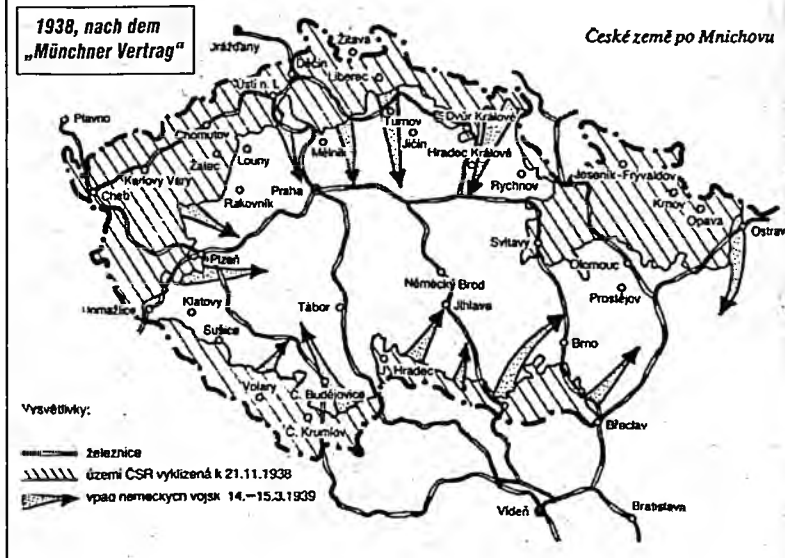 1938, nach dem
„Münchner Vertrag“
České země po Mnichovu
Drážďany
Žitava
Děčín
Liberec
Ústí n. L.
Plavno
Chomutov
Turnov
Dvůr Králové
Jičín
Mělník
Louny
Žatec
Hradec Králové
Karlovy Vary
Cheb
Rakovník
Praha
Rychnov
Jeseník-Fryvaldov
Krnov
Opava
Ostrava
Svitavy
Plzeň
Olomouc
Německý Brod
Prostějov
Domažlice
Klatovy
Tábor
Jihlava
Sušice
Brno
J. Hradec
Volary
Č. Budějovice
Č. Krumlov
Břeclav
Vysvětlivky:
železnice
území ČSR vyklizená k 21.11.1938
vpád německých vojsk 14.–15.3.1939
Vídeň
Bratislava